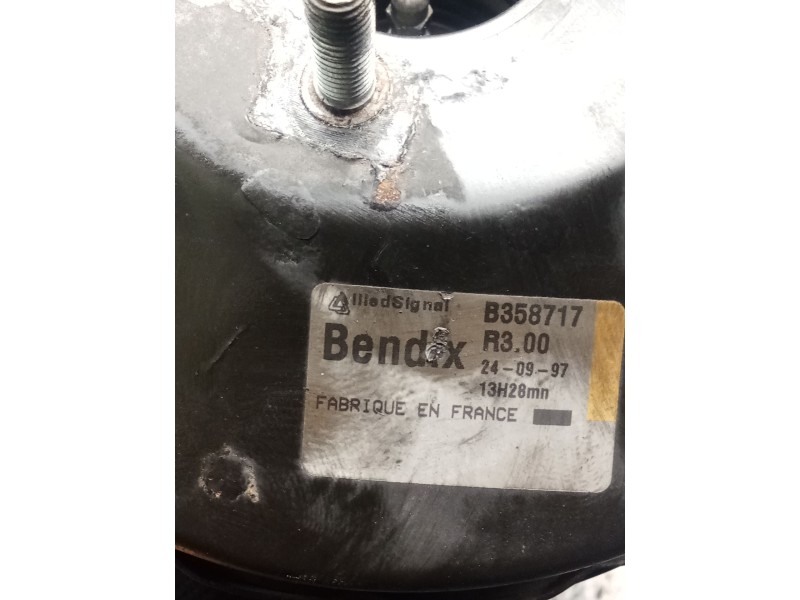 AlliedSignal
Bendix
FABRIQUE EN FRANCE
B358717
R3.00
24-09-97
13H28mn